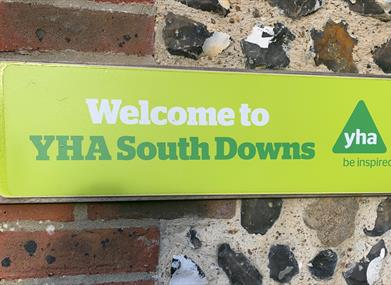 Welcome to
YHA South Downs
yha
be inspired